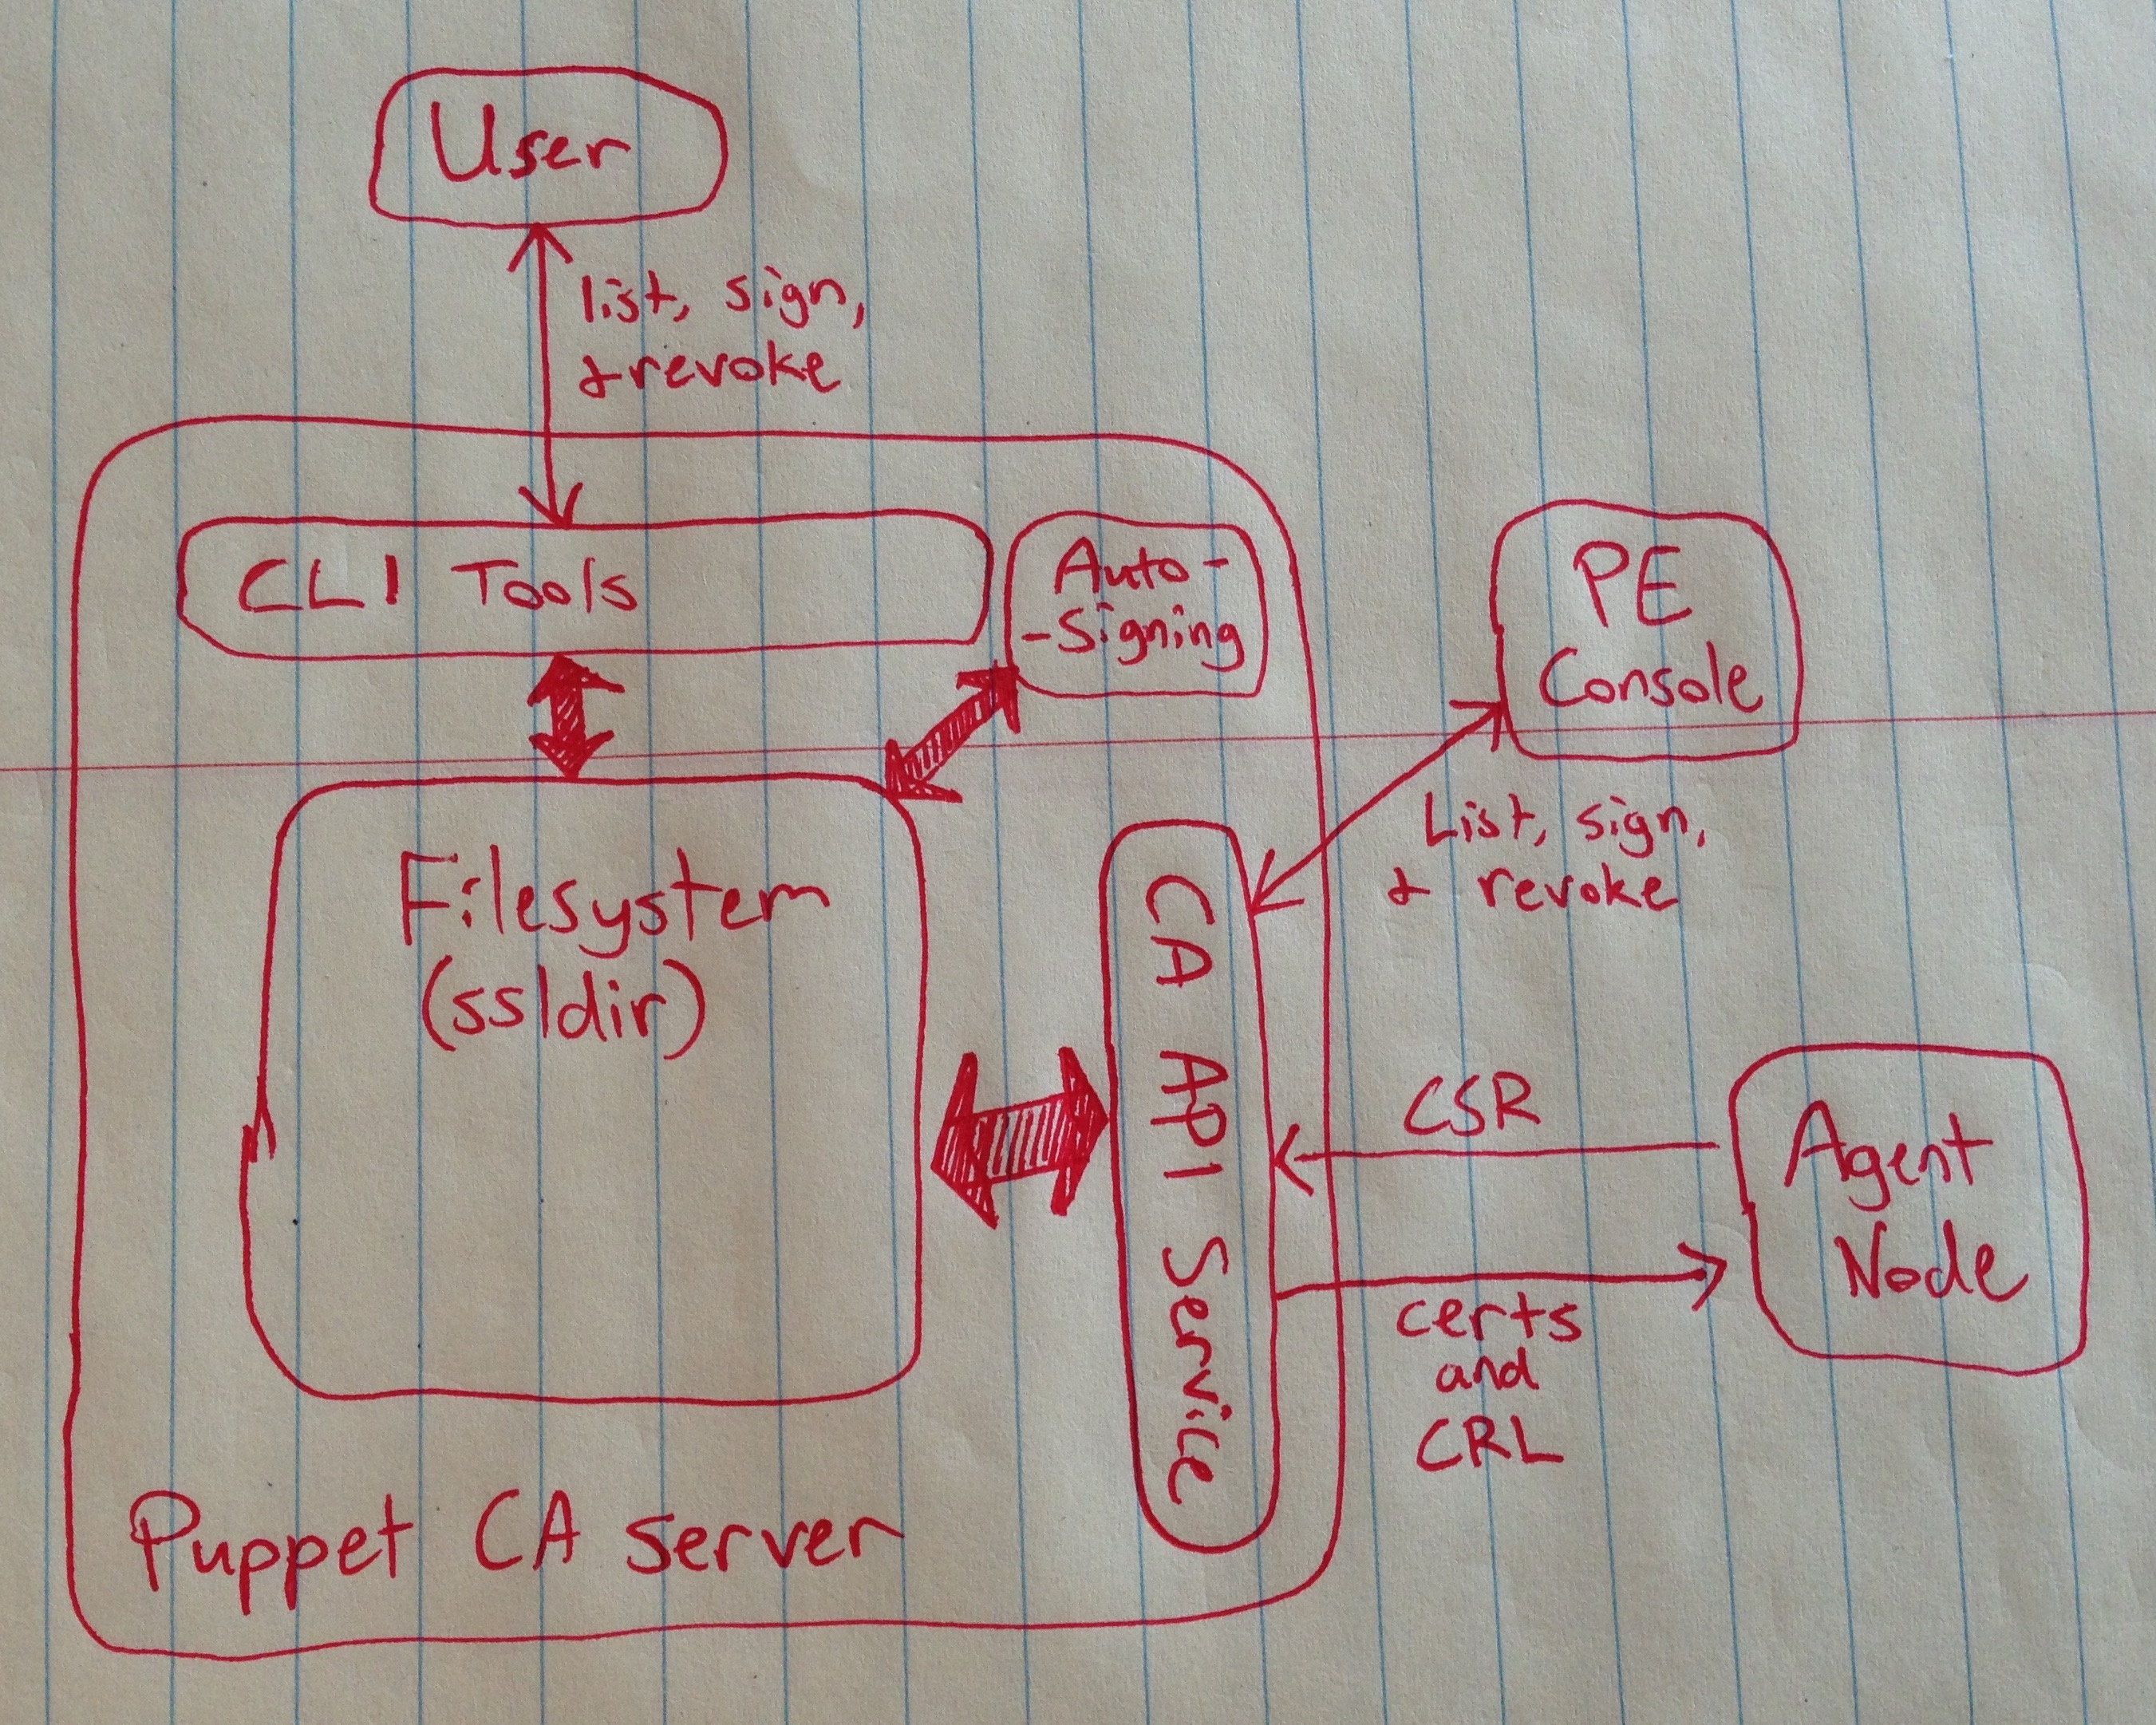 User
list, sign,
& revoke
CLI Tools
Auto-
-Signing
PE
Console
List, sign,
& revoke
Filesystem
(ssldir)
CA API Service
CSR
Agent
Node
certs
and
CRL
Puppet CA server